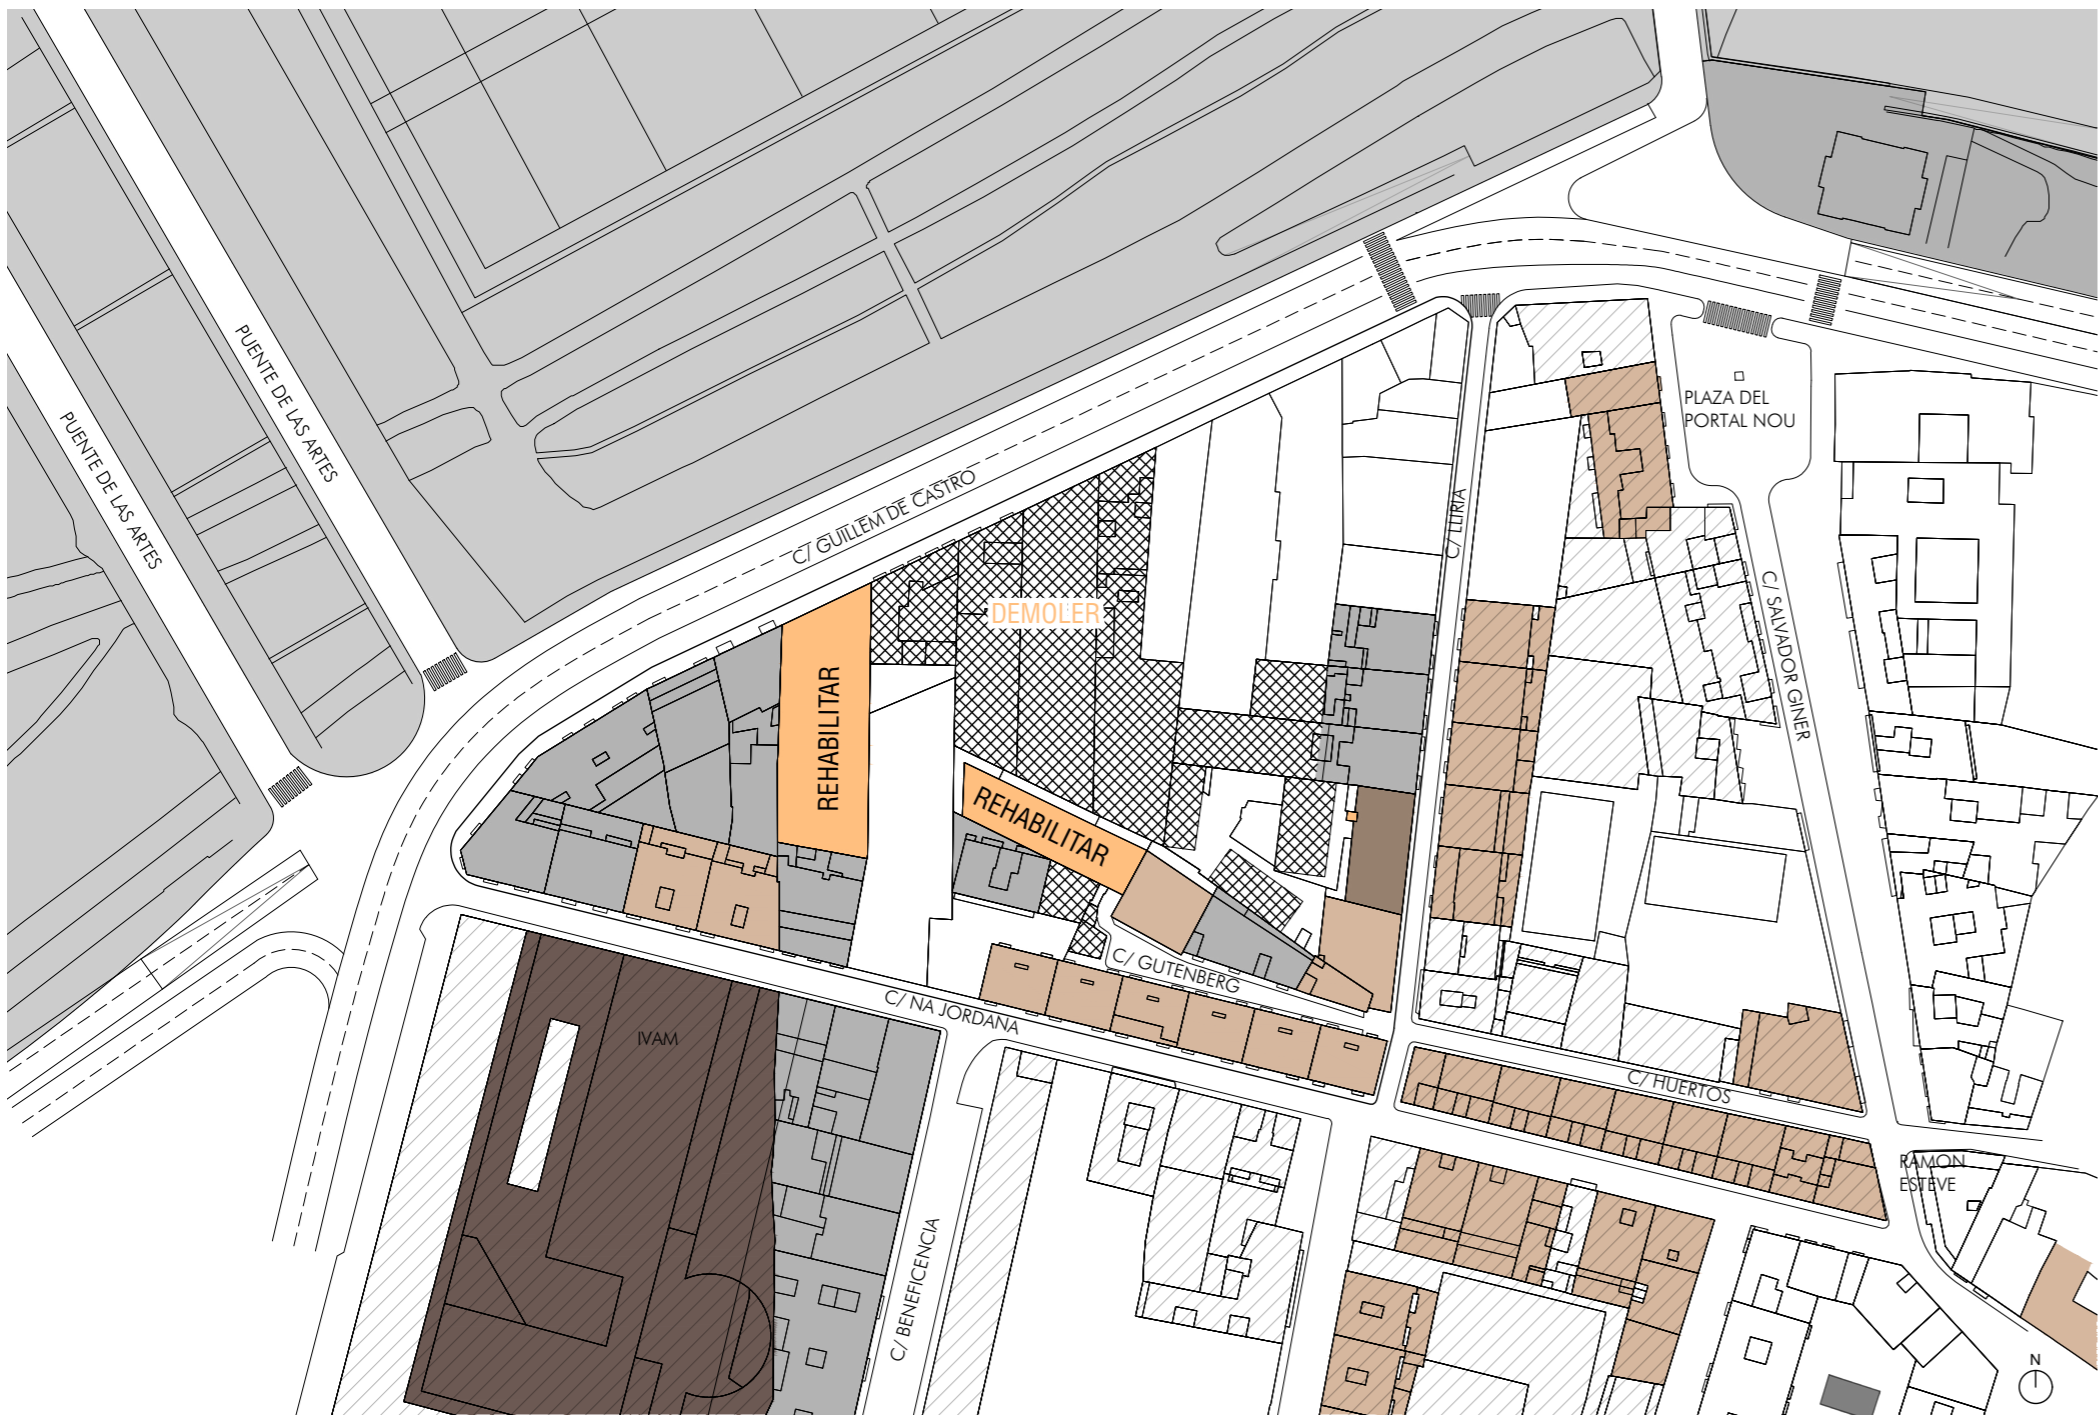 PUENTE DE LAS ARTES
PUENTE DE LAS ARTES
C/ GUILLEM DE CASTRO
PLAZA DEL
PORTAL NOU
C/ LLIRIA
C/ SALVADOR GINER
DEMOLER
REHABILITAR
REHABILITAR
C/ GUTENBERG
C/ NA JORDANA
IVAM
C/ HUERTOS
RAMON
ESTEVE
C/ BENEFICENCIA
N